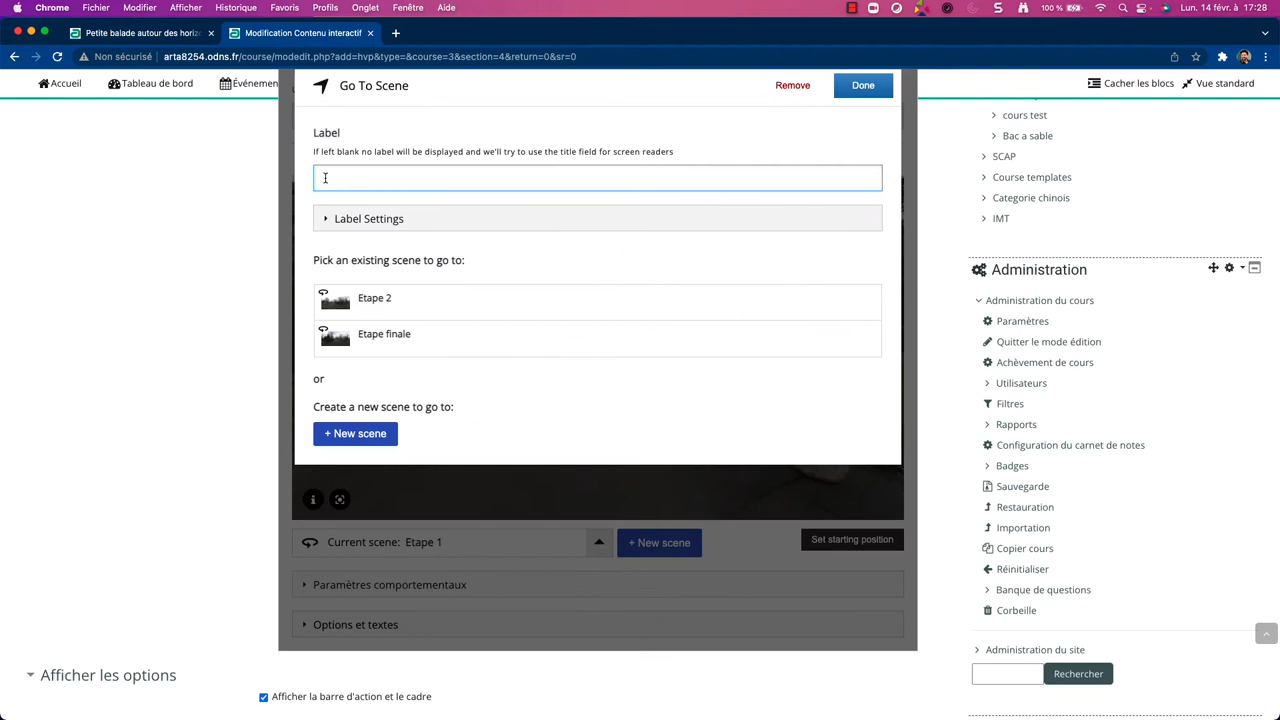 Chrome Fichier Modifier Afficher Historique Favoris Profils Onglet Fenêtre Aide 100 % Lun. 14 février à 17:28
Petite balade autour des horiz
Modification Contenu interactif
Non sécurisé arta8254.odns.fr/course/modedit.php?add=hvp&type=&course=3&section=4&return=0&sr=0
Accueil Tableau de bord Événemen Cacher les blocs Vue standard
Go To Scene Remove Done
Label
If left blank no label will be displayed and we'll try to use the title field for screen readers
Label Settings
Pick an existing scene to go to:
Etape 2
Etape finale
or
Create a new scene to go to:
+ New scene
Current scene: Etape 1 + New scene Set starting position
Paramètres comportementaux
Options et textes
Afficher les options
Afficher la barre d'action et le cadre
cours test
Bac a sable
SCAP
Course templates
Categorie chinois
IMT
Administration
Administration du cours
Paramètres
Quitter le mode édition
Achèvement de cours
Utilisateurs
Filtres
Rapports
Configuration du carnet de notes
Badges
Sauvegarde
Restauration
Importation
Copier cours
Réinitialiser
Banque de questions
Corbeille
Administration du site
Rechercher